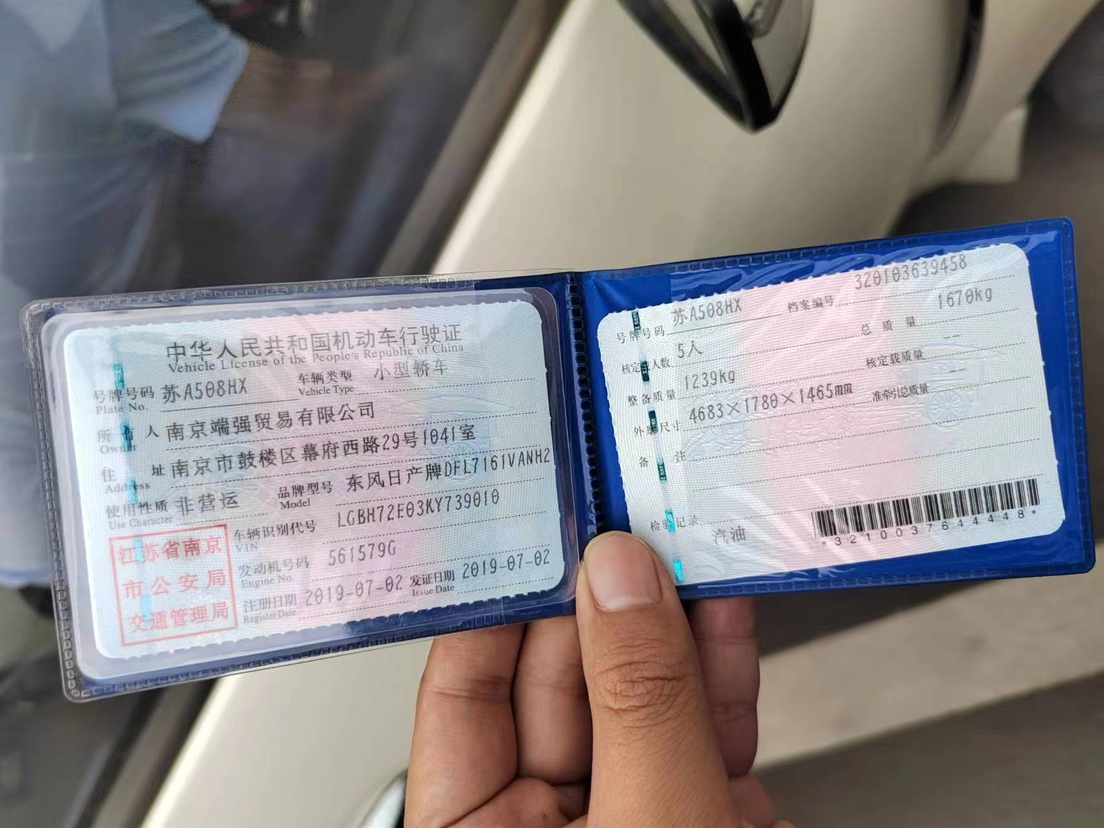 中华人民共和国机动车行驶证
Vehicle License of the People's Republic of China
号牌号码 苏A508HX 车辆类型 小型轿车
Plate No. Vehicle Type
所有人 南京端强贸易有限公司
Owner
住址 南京市鼓楼区幕府西路29号1041室
Address
使用性质 非营运 品牌型号 东风日产牌DFL7161VANH2
Use Character Model
车辆识别代号 LGBH72E03KY739010
VIN
发动机号码 561579G
Engine No.
注册日期 2019-07-02 发证日期 2019-07-02
Register Date Issue Date
江苏省南京
市公安局
交通管理局
号牌号码 苏A508HX 档案编号 320103639458
核定载人数 5人 总质量 1670kg
整备质量 1239kg 核定载质量 --
外廓尺寸 4683×1780×1465mm 准牵引总质量 --
备注
检验记录 汽油
*3210037644448*